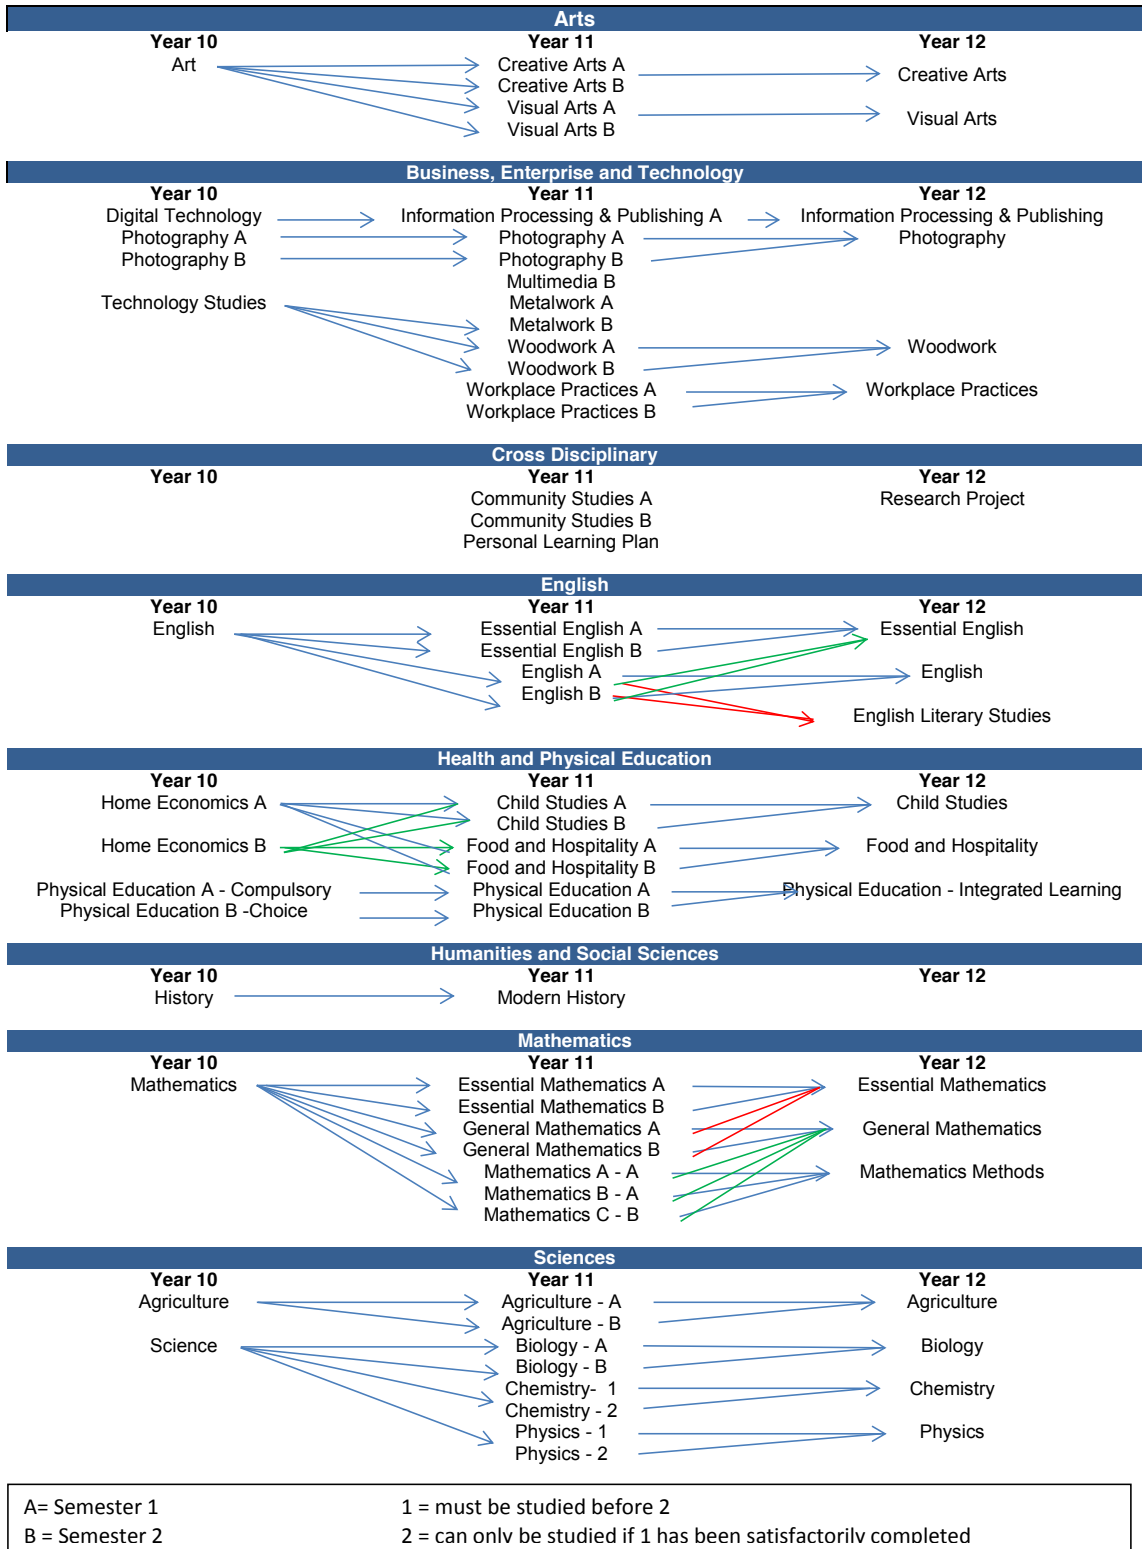 Arts
Year 10 Year 11 Year 12
Art Creative Arts A
Creative Arts B Creative Arts
Visual Arts A
Visual Arts B Visual Arts
Business, Enterprise and Technology
Year 10 Year 11 Year 12
Digital Technology Information Processing & Publishing A Information Processing & Publishing
Photography A Photography A Photography
Photography B Photography B
Multimedia B
Technology Studies Metalwork A
Metalwork B
Woodwork A Woodwork
Woodwork B
Workplace Practices A Workplace Practices
Workplace Practices B
Cross Disciplinary
Year 10 Year 11 Year 12
Community Studies A Research Project
Community Studies B
Personal Learning Plan
English
Year 10 Year 11 Year 12
English Essential English A Essential English
Essential English B
English A English
English B
English Literary Studies
Health and Physical Education
Year 10 Year 11 Year 12
Home Economics A Child Studies A Child Studies
Child Studies B
Home Economics B Food and Hospitality A Food and Hospitality
Food and Hospitality B
Physical Education A - Compulsory Physical Education A Physical Education - Integrated Learning
Physical Education B -Choice Physical Education B
Humanities and Social Sciences
Year 10 Year 11 Year 12
History Modern History
Mathematics
Year 10 Year 11 Year 12
Mathematics Essential Mathematics A Essential Mathematics
Essential Mathematics B
General Mathematics A General Mathematics
General Mathematics B
Mathematics A - A Mathematics Methods
Mathematics B - A
Mathematics C - B
Sciences
Year 10 Year 11 Year 12
Agriculture Agriculture - A Agriculture
Agriculture - B
Science Biology - A Biology
Biology - B
Chemistry- 1 Chemistry
Chemistry - 2
Physics - 1 Physics
Physics - 2
A= Semester 1 1 = must be studied before 2
B = Semester 2 2 = can only be studied if 1 has been satisfactorily completed